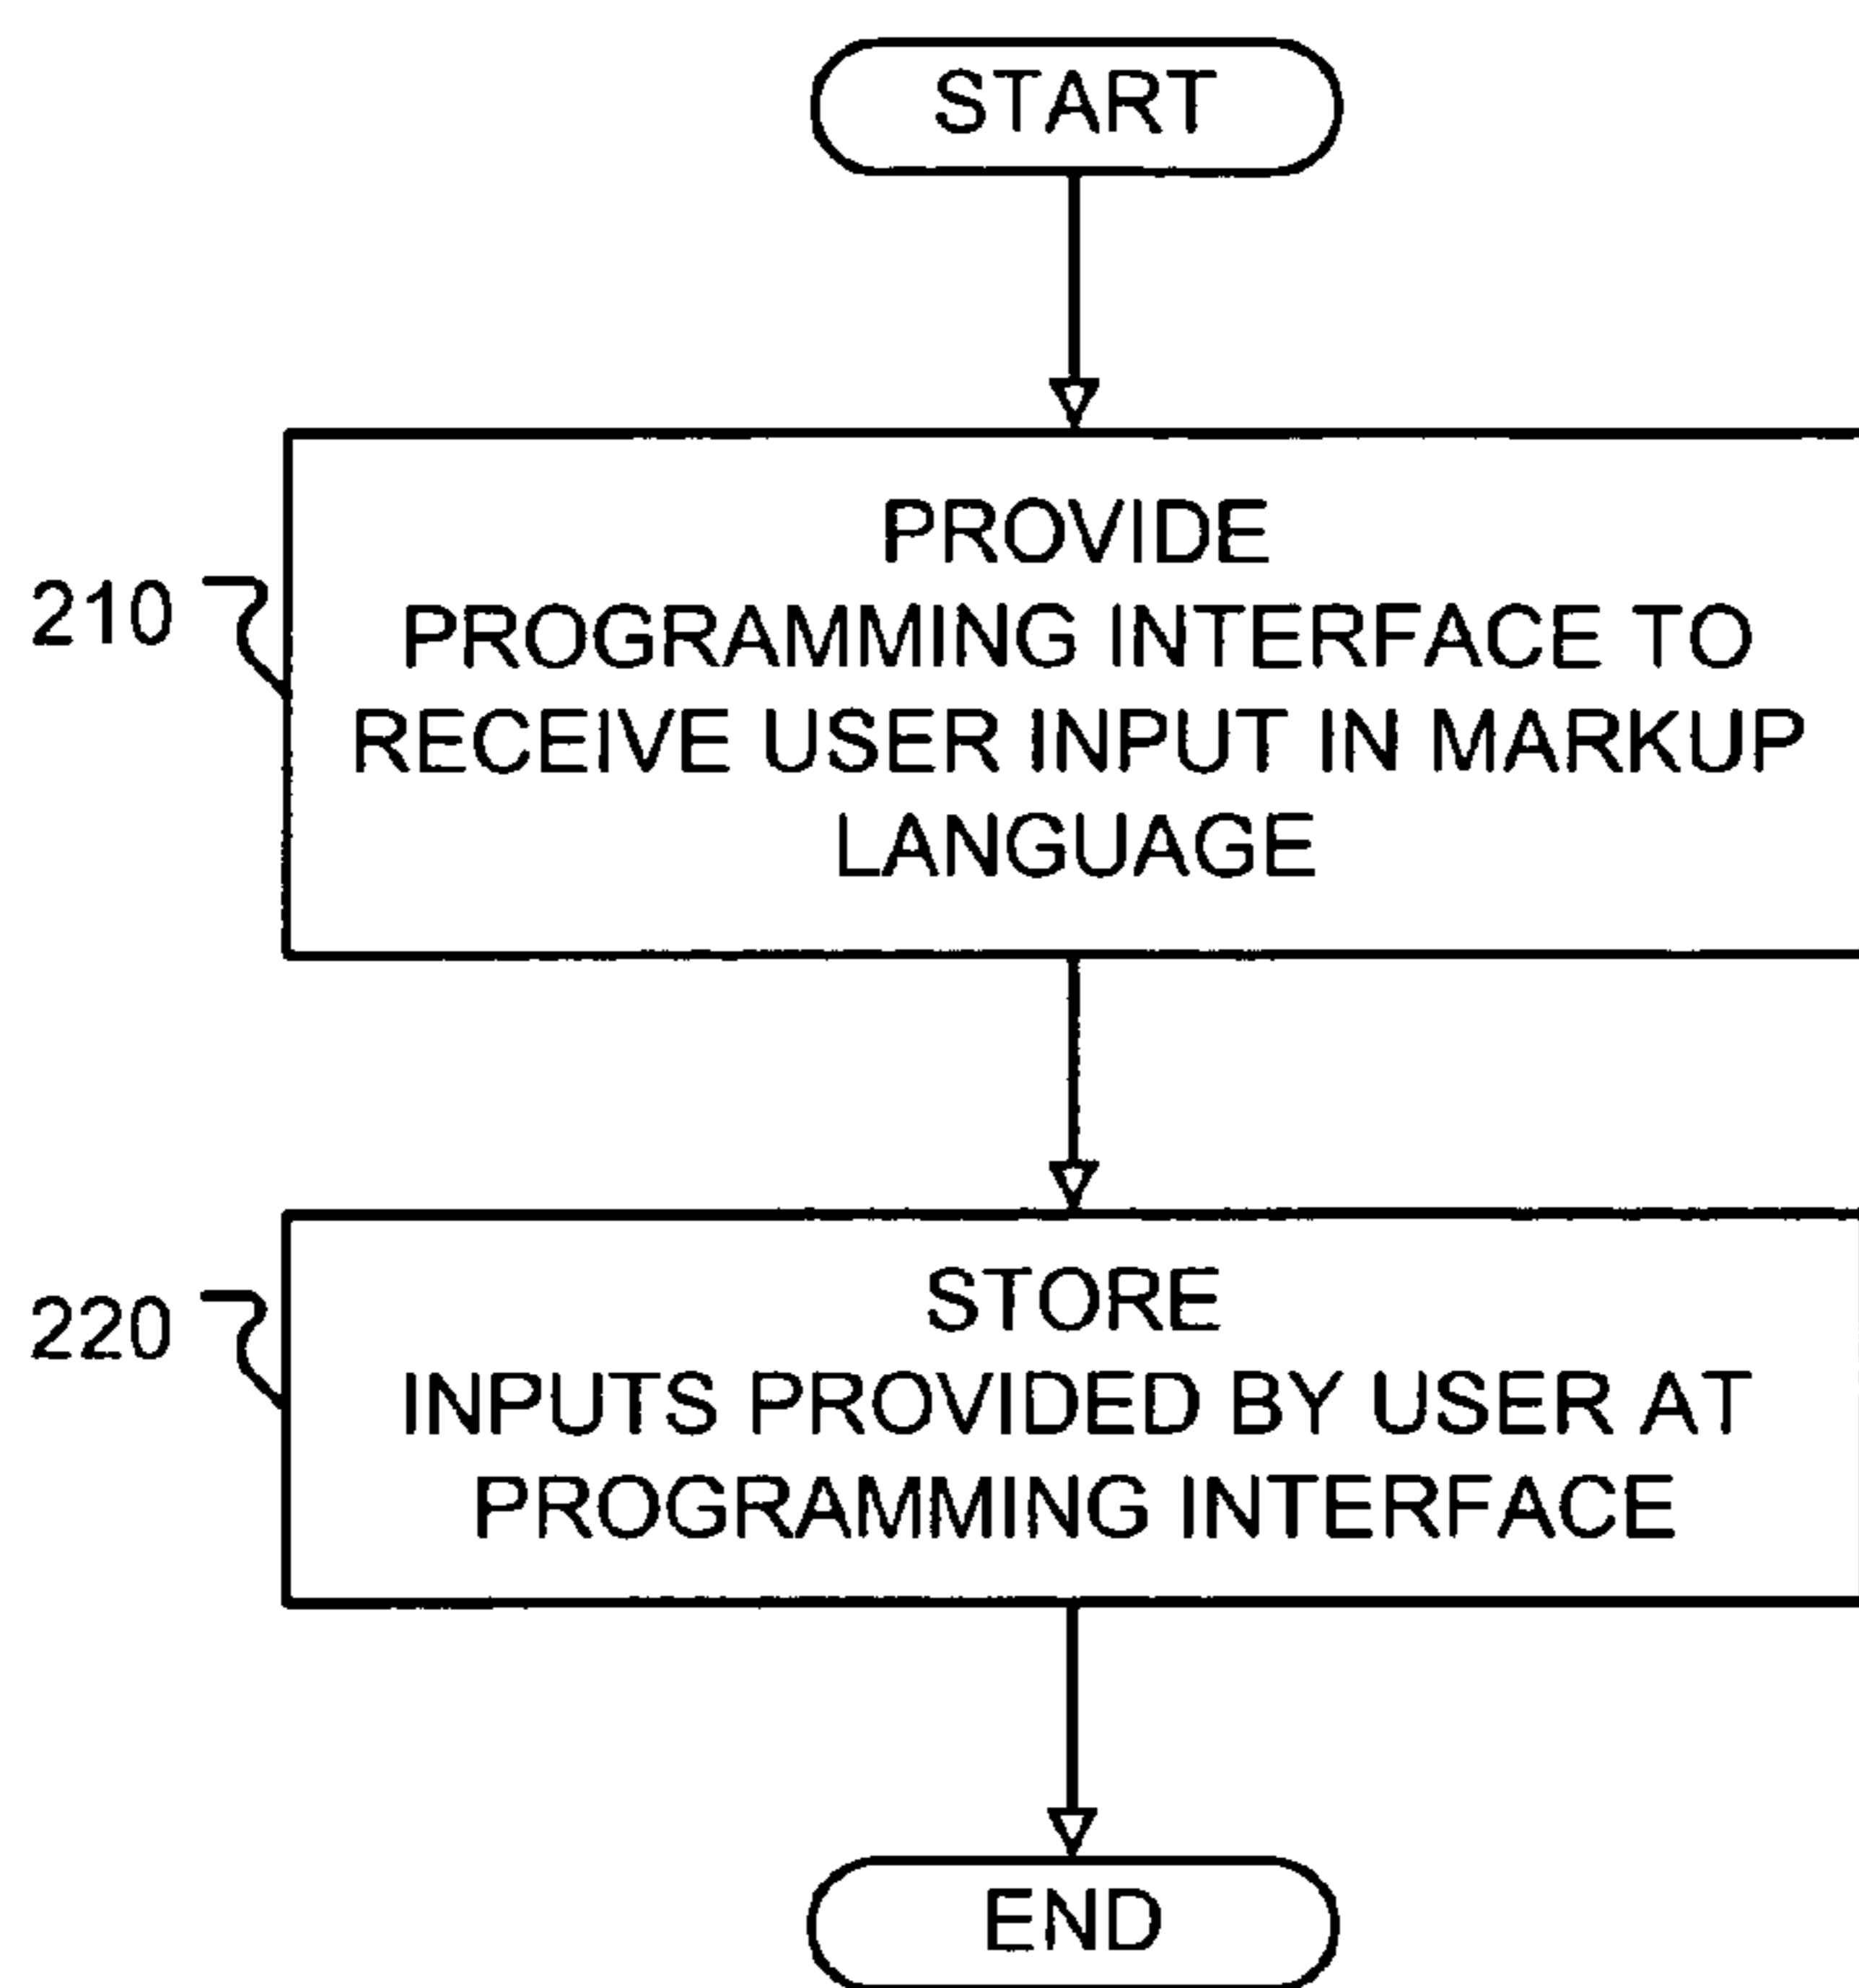 START
PROVIDE
PROGRAMMING INTERFACE TO
210
RECEIVE USER INPUT IN MARKUP
LANGUAGE
STORE
220
INPUTS PROVIDED BY USER AT
PROGRAMMING INTERFACE
END